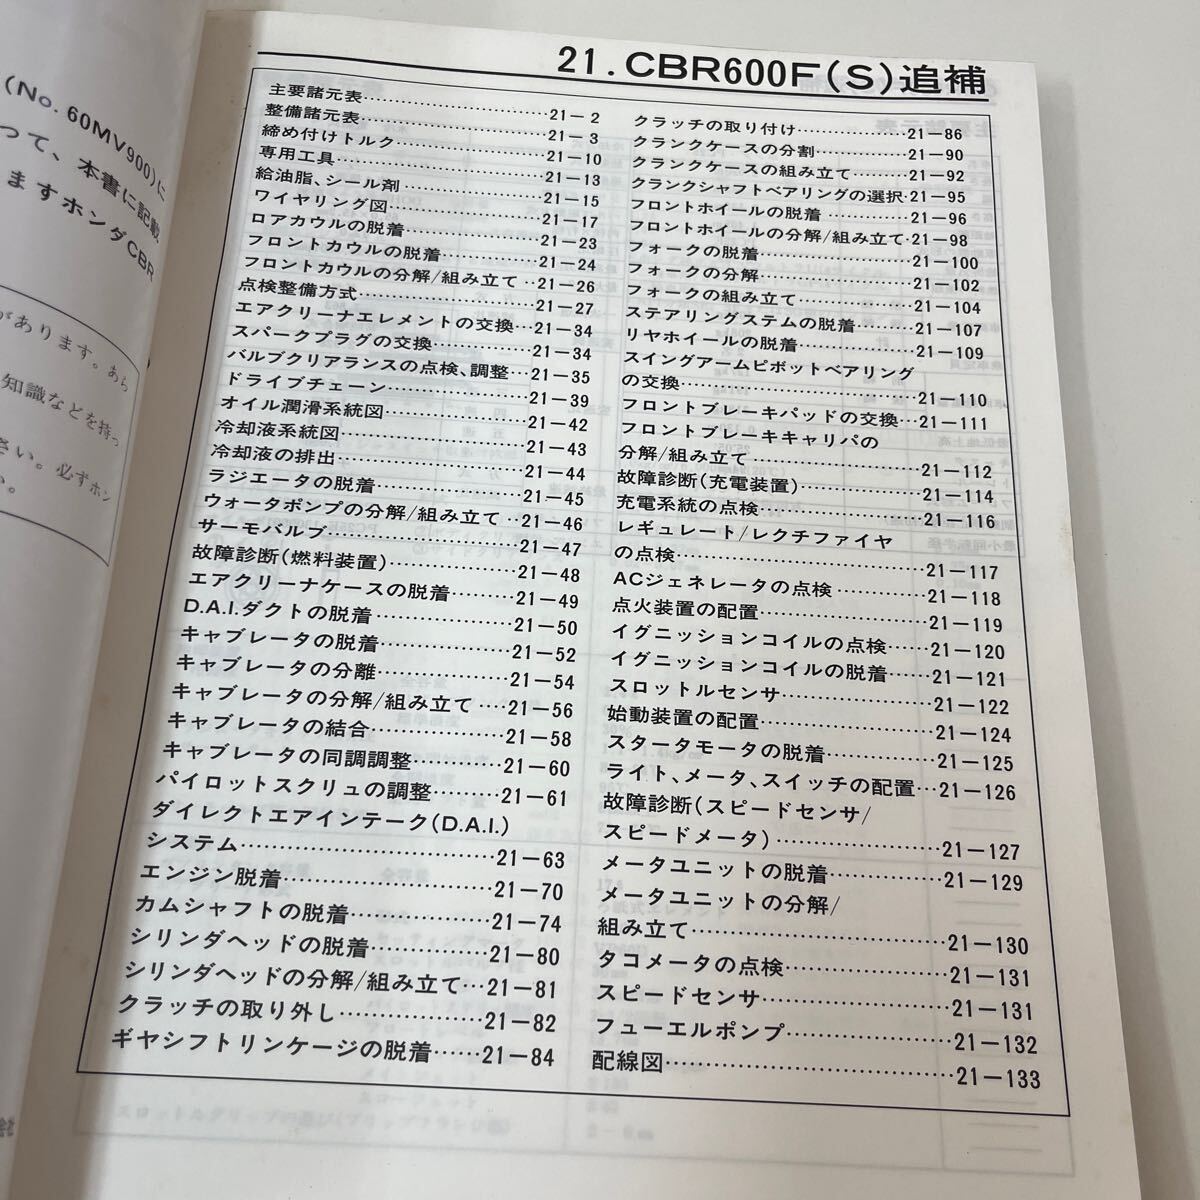 (No. 60MV900)に
って、本書に記載
ますホンダCBR
があります。あら
知識などを持っ
さい。必ずホン
い。
21. CBR600F(S)追補
主要諸元表……21－2
整備諸元表……21－3
締め付けトルク……21－10
専用工具……21－13
給油脂、シール剤……21－15
ワイヤリング図……21－17
ロアカウルの脱着……21－23
フロントカウルの脱着……21－24
フロントカウルの分解/組み立て‥21－26
点検整備方式……21－27
エアクリーナエレメントの交換…21－34
スパークプラグの交換……21－34
バルブクリアランスの点検、調整…21－35
ドライブチェーン……21－39
オイル潤滑系統図……21－42
冷却液系統図……21－43
冷却液の排出……21－44
ラジエータの脱着……21－45
ウォータポンプの分解/組み立て‥21－46
サーモバルブ……21－47
故障診断(燃料装置)……21－48
エアクリーナケースの脱着……21－49
D.A.I.ダクトの脱着……21－50
キャブレータの脱着……21－52
キャブレータの分離……21－54
キャブレータの分解/組み立て‥‥21－56
キャブレータの結合……21－58
キャブレータの同調調整……21－60
パイロットスクリュの調整……21－61
ダイレクトエアインテーク(D.A.I.)
システム……21－63
エンジン脱着……21－70
カムシャフトの脱着……21－74
シリンダヘッドの脱着……21－80
シリンダヘッドの分解/組み立て…21－81
クラッチの取り外し……21－82
ギヤシフトリンケージの脱着……21－84
クラッチの取り付け……21－86
クランクケースの分割……21－90
クランクケースの組み立て……21－92
クランクシャフトベアリングの選択‥21－95
フロントホイールの脱着……21－96
フロントホイールの分解/組み立て‥21－98
フォークの脱着……21－100
フォークの分解……21－102
フォークの組み立て……21－104
ステアリングステムの脱着……21－107
リヤホイールの脱着……21－109
スイングアームピボットベアリング
の交換……21－110
フロントブレーキパッドの交換…21－111
フロントブレーキキャリパの
分解/組み立て……21－112
故障診断(充電装置)……21－114
充電系統の点検……21－116
レギュレート/レクチファイヤ
の点検……21－117
ACジェネレータの点検……21－118
点火装置の配置……21－119
イグニッションコイルの点検……21－120
イグニッションコイルの脱着……21－121
スロットルセンサ……21－122
始動装置の配置……21－124
スタータモータの脱着……21－125
ライト、メータ、スイッチの配置…21－126
故障診断(スピードセンサ/
スピードメータ)……21－127
メータユニットの脱着……21－129
メータユニットの分解/
組み立て……21－130
タコメータの点検……21－131
スピードセンサ……21－131
フューエルポンプ……21－132
配線図……21－133